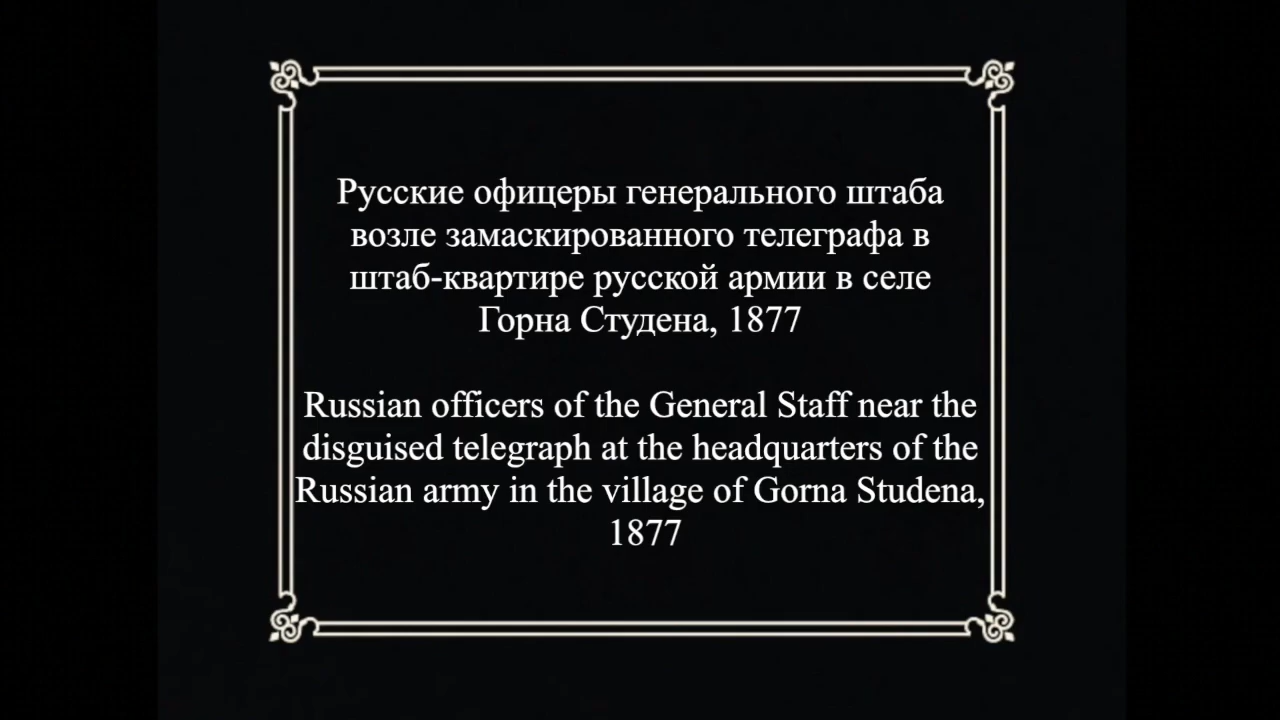 Русские офицеры генерального штаба
возле замаскированного телеграфа в
штаб-квартире русской армии в селе
Горна Студена, 1877
Russian officers of the General Staff near the
disguised telegraph at the headquarters of the
Russian army in the village of Gorna Studena,
1877